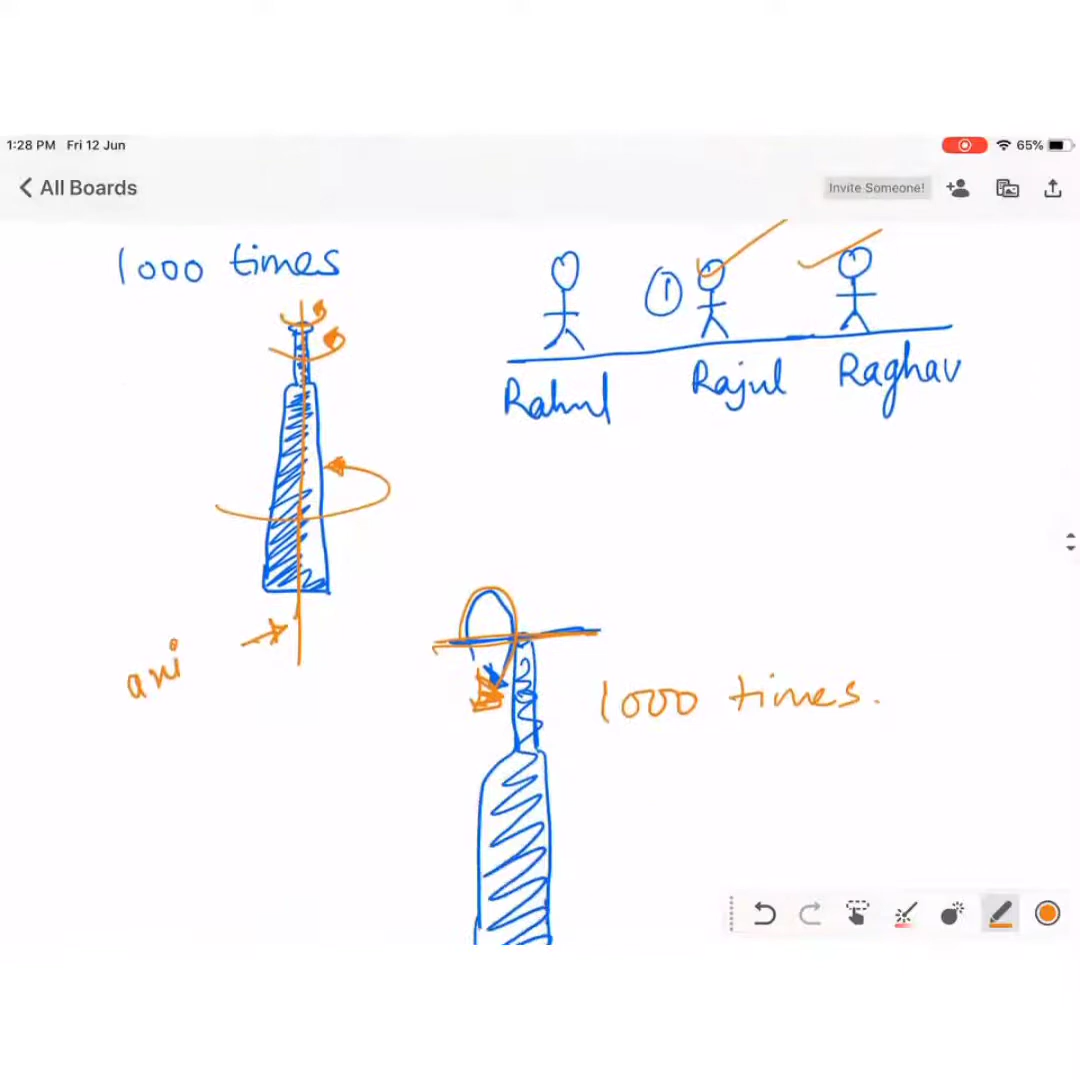 1:28 PM Fri 12 Jun
65%
All Boards
Invite Someone!
1000 times
①
Rahul Rajul Raghav
axi
1000 times.